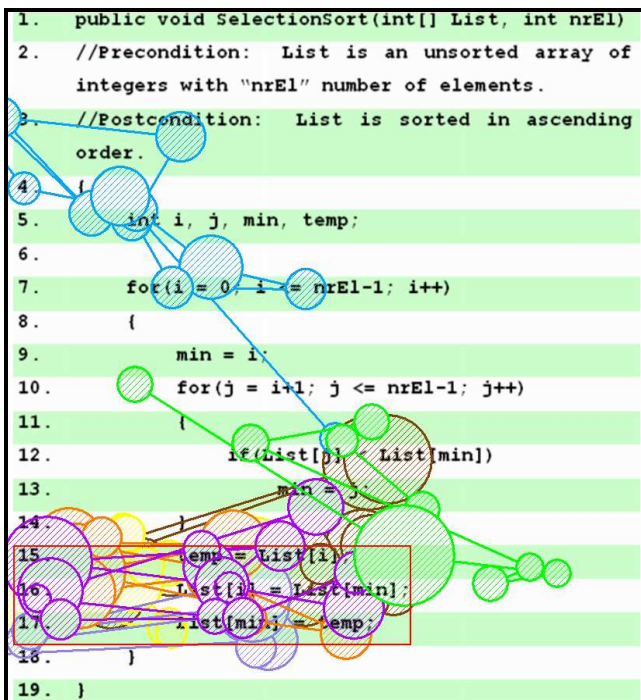 1. public void SelectionSort(int[] List, int nrEl)
2. //Precondition: List is an unsorted array of
integers with “nrEl” number of elements.
3. //Postcondition: List is sorted in ascending
order.
4. {
5. int i, j, min, temp;
6.
7. for(i = 0; i <= nrEl-1; i++)
8. {
9. min = i;
10. for(j = i+1; j <= nrEl-1; j++)
11. {
12. if(List[j] < List[min])
13. min = j;
14. }
15. temp = List[i];
16. List[i] = List[min];
17. List[min] = temp;
18. }
19. }